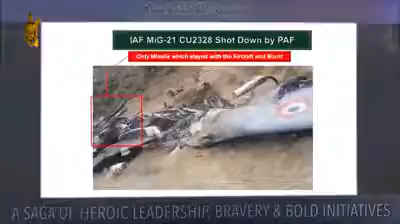 IAF MiG-21 CU2328 Shot Down by PAF
Only Missile which stayed with the Aircraft and Burnt
A SAGA OF HEROIC LEADERSHIP, BRAVERY & BOLD INITIATIVES